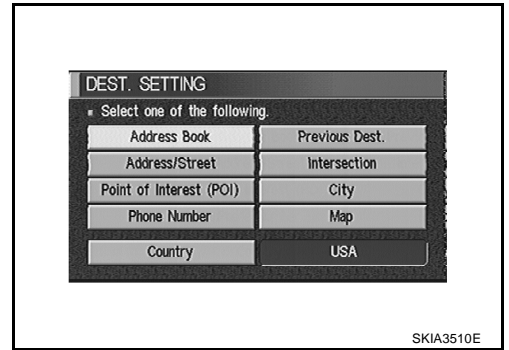 DEST. SETTING
Select one of the following.
Address Book Previous Dest.
Address/Street Intersection
Point of Interest (POI) City
Phone Number Map
Country USA
SKIA3510E